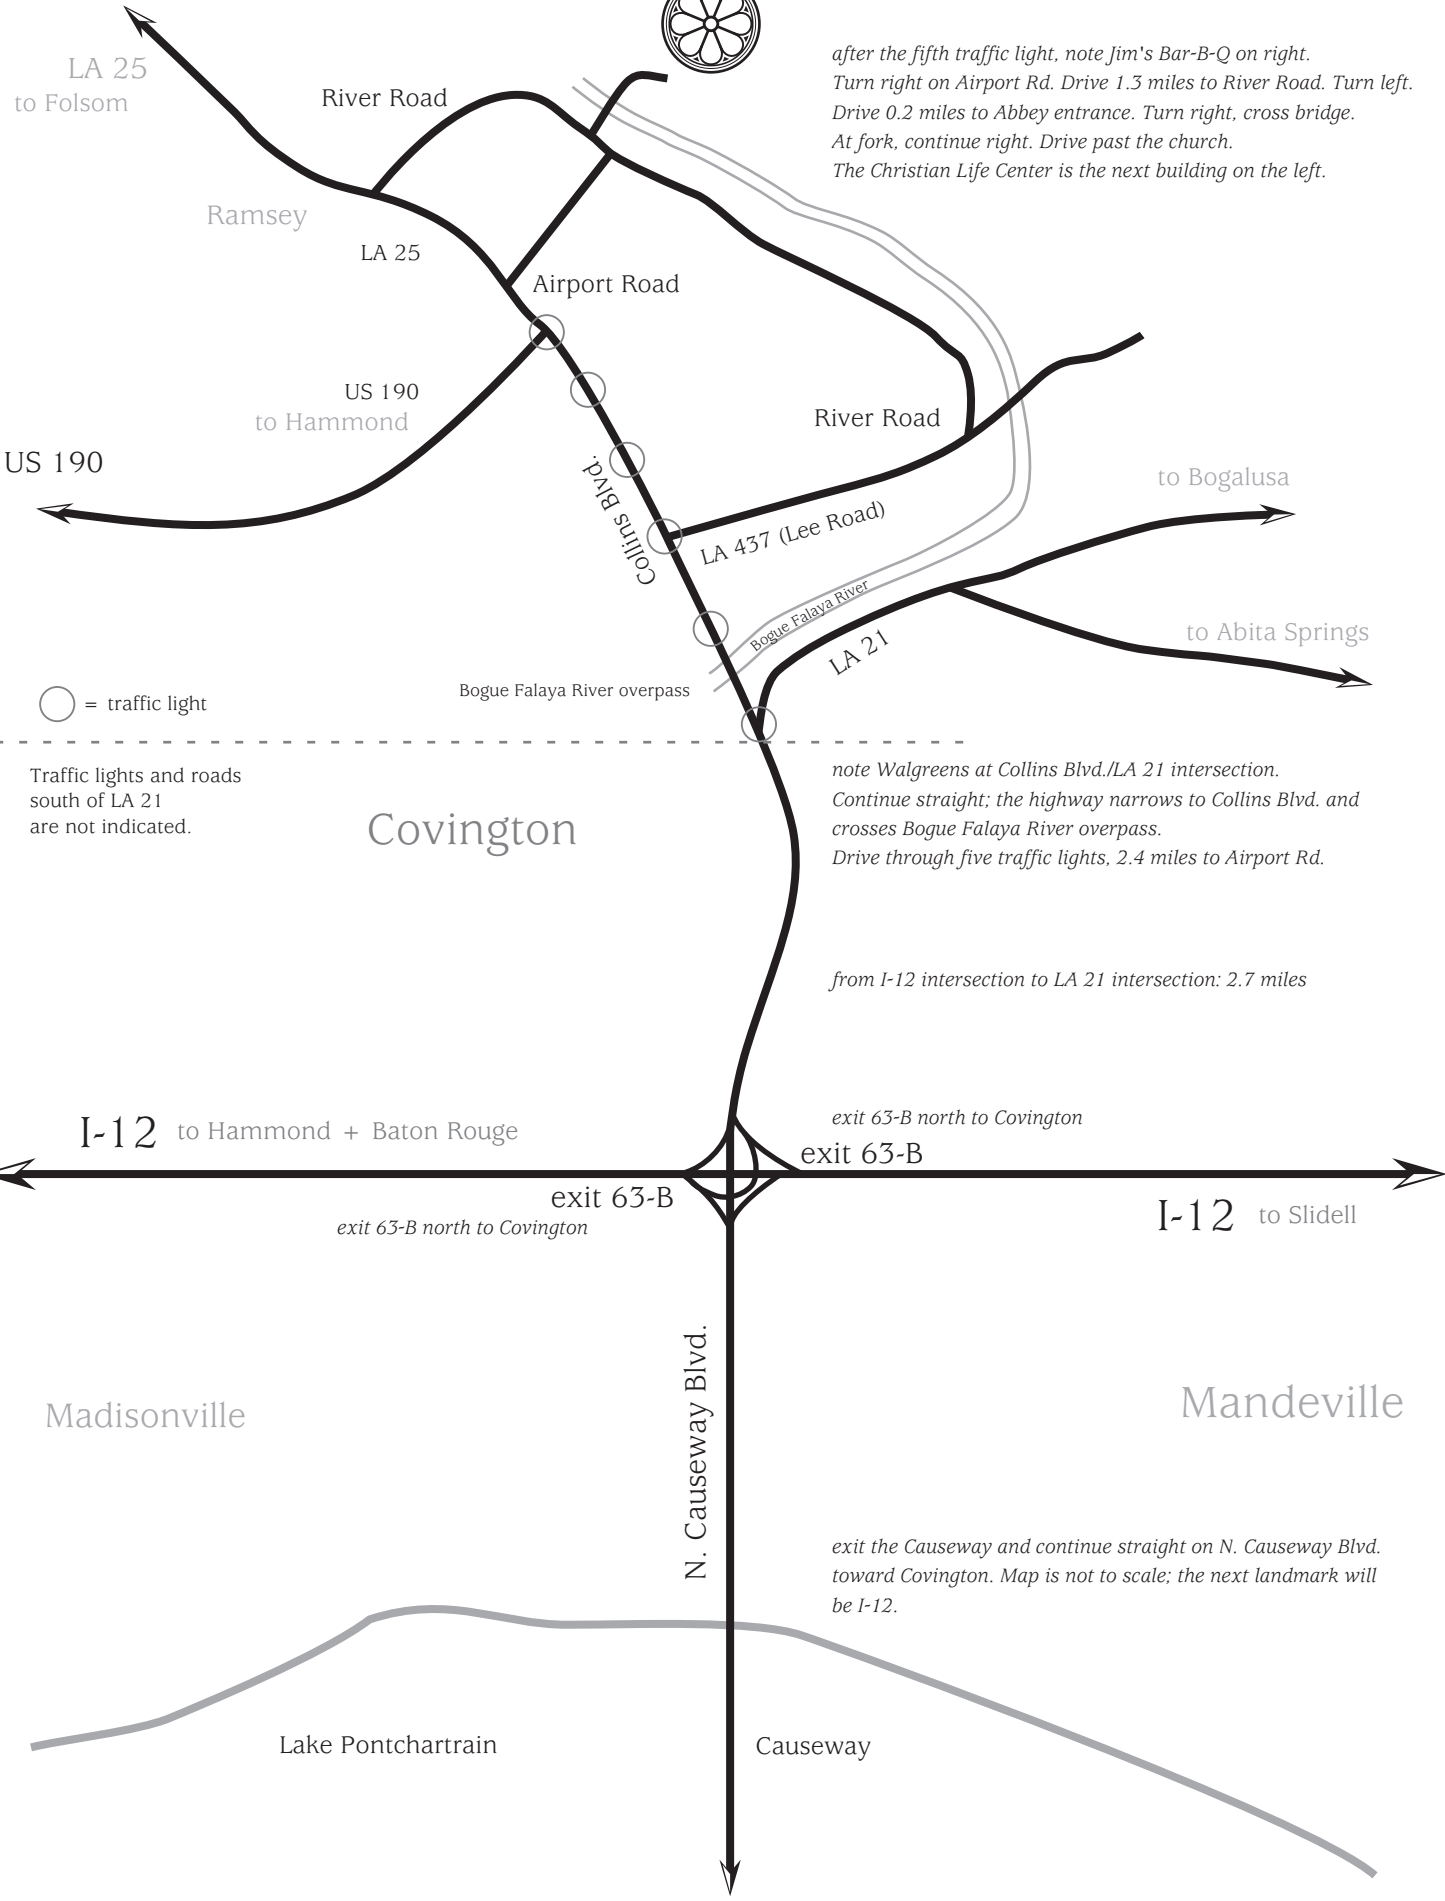 after the fifth traffic light, note Jim's Bar-B-Q on right.
Turn right on Airport Rd. Drive 1.3 miles to River Road. Turn left.
Drive 0.2 miles to Abbey entrance. Turn right, cross bridge.
At fork, continue right. Drive past the church.
The Christian Life Center is the next building on the left.
LA 25
to Folsom
River Road
Ramsey
LA 25
Airport Road
US 190
to Hammond
US 190
River Road
Collins Blvd.
LA 437 (Lee Road)
to Bogalusa
Bogue Falaya River
LA 21
to Abita Springs
Bogue Falaya River overpass
= traffic light
Traffic lights and roads
south of LA 21
are not indicated.
Covington
note Walgreens at Collins Blvd./LA 21 intersection.
Continue straight; the highway narrows to Collins Blvd. and
crosses Bogue Falaya River overpass.
Drive through five traffic lights, 2.4 miles to Airport Rd.
from I-12 intersection to LA 21 intersection: 2.7 miles
exit 63-B north to Covington
I-12 to Hammond + Baton Rouge
exit 63-B
exit 63-B
exit 63-B north to Covington
I-12 to Slidell
N. Causeway Blvd.
Madisonville
Mandeville
exit the Causeway and continue straight on N. Causeway Blvd.
toward Covington. Map is not to scale; the next landmark will
be I-12.
Lake Pontchartrain
Causeway